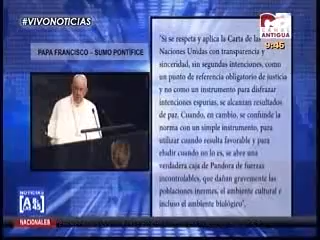 #VIVONOTICIAS
CANAL
ANTIGUA
9:46
PAPA FRANCISCO – SUMO PONTÍFICE
"Si se respeta y aplica la Carta de las
Naciones Unidas con transparencia y
sinceridad, sin segundas intenciones, como
un punto de referencia obligatorio de justicia
y no como un instrumento para disfrazar
intenciones espurias, se alcanzan resultados
de paz. Cuando, en cambio, se confunde la
norma con un simple instrumento, para
utilizar cuando resulta favorable y para
eludir cuando no lo es, se abre una
verdadera caja de Pandora de fuerzas
incontrolables, que dañan gravemente las
poblaciones inermes, el ambiente cultural e
incluso el ambiente biológico",
NOTICIAS
NACIONALES